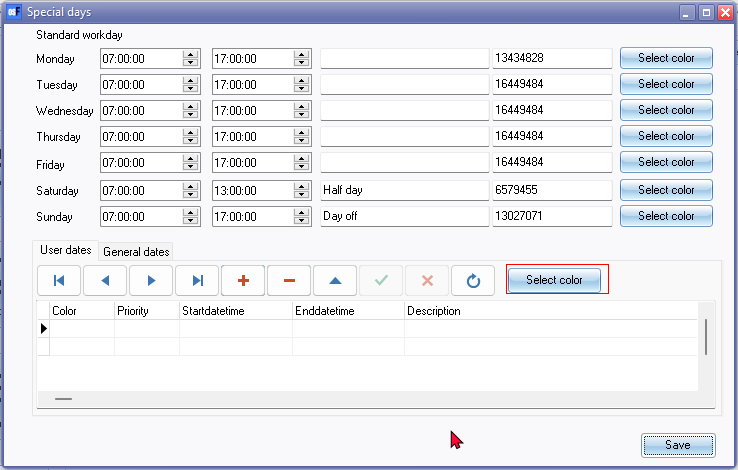 Special days
Standard workday
Monday 07:00:00 17:00:00 13434828 Select color
Tuesday 07:00:00 17:00:00 16449484 Select color
Wednesday 07:00:00 17:00:00 16449484 Select color
Thursday 07:00:00 17:00:00 16449484 Select color
Friday 07:00:00 17:00:00 16449484 Select color
Saturday 07:00:00 13:00:00 Half day 6579455 Select color
Sunday 07:00:00 17:00:00 Day off 13027071 Select color
User dates General dates
Select color
Color Priority Startdatetime Enddatetime Description
Save